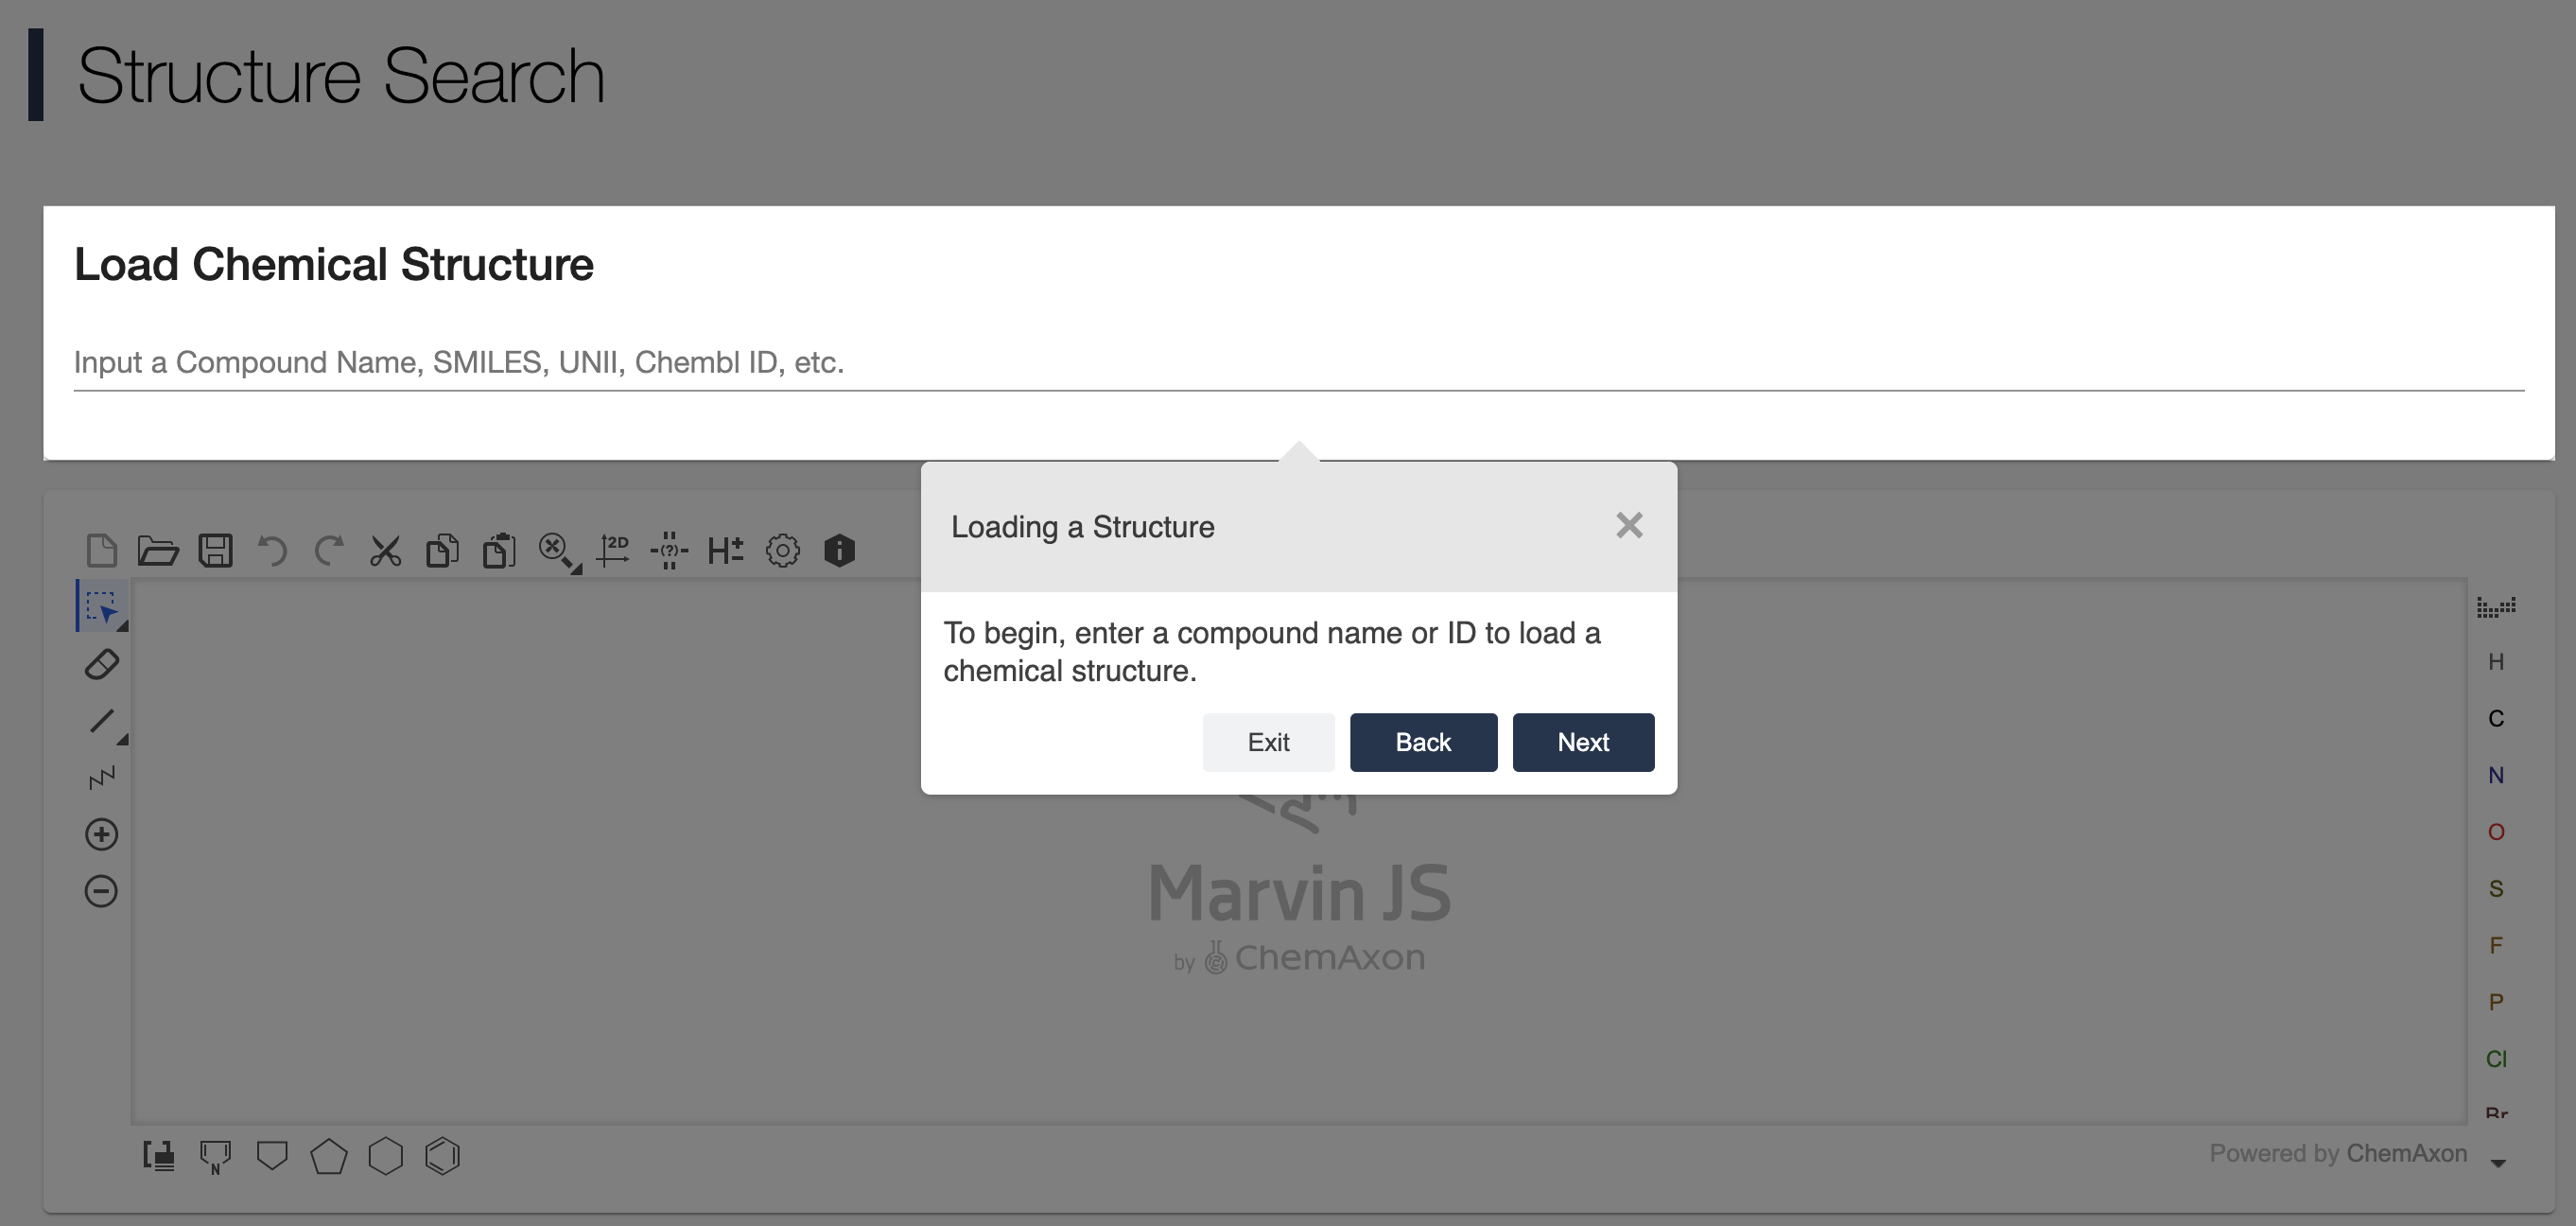 Structure Search
Load Chemical Structure
Input a Compound Name, SMILES, UNII, Chembl ID, etc.
Loading a Structure
To begin, enter a compound name or ID to load a
chemical structure.
Exit Back Next
2D
(?)
H±
i
H
C
N
O
S
F
P
Cl
Br
Marvin JS
by ChemAxon
N
Powered by ChemAxon